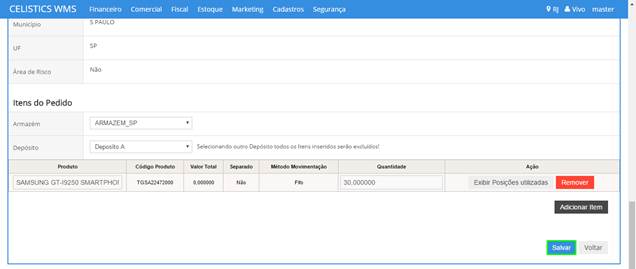 CELISTICS WMS Financeiro Comercial Fiscal Estoque Marketing Cadastros Segurança RJ Vivo master
Município S PAULO
UF SP
Área de Risco Não
Itens do Pedido
Armazém ARMAZEM_SP
Depósito Deposito A Selecionando outro Depósito todos os Itens inseridos serão excluídos!
Produto Código Produto Valor Total Separado Método Movimentação Quantidade Ação
SAMSUNG GT-I9250 SMARTPHO TGSA22472000 0,000000 Não Fifo 30,000000 Exibir Posições utilizadas Remover
Adicionar Item
Salvar Voltar